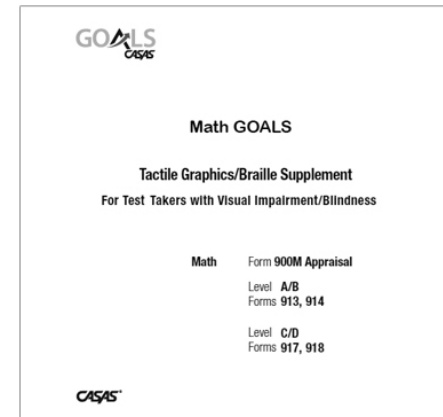 GOALS
CASAS
Math GOALS
Tactile Graphics/Braille Supplement
For Test Takers with Visual Impairment/Blindness
Math Form 900M Appraisal
Level A/B
Forms 913, 914
Level C/D
Forms 917, 918
CASAS